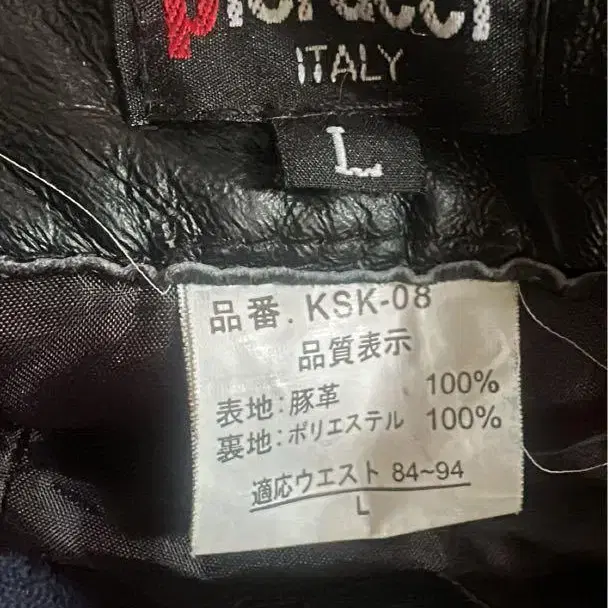 piorucci
ITALY
L
品番. KSK-08
品質表示
表地:豚革 100%
裏地:ポリエステル 100%
適応ウエスト 84~94
L